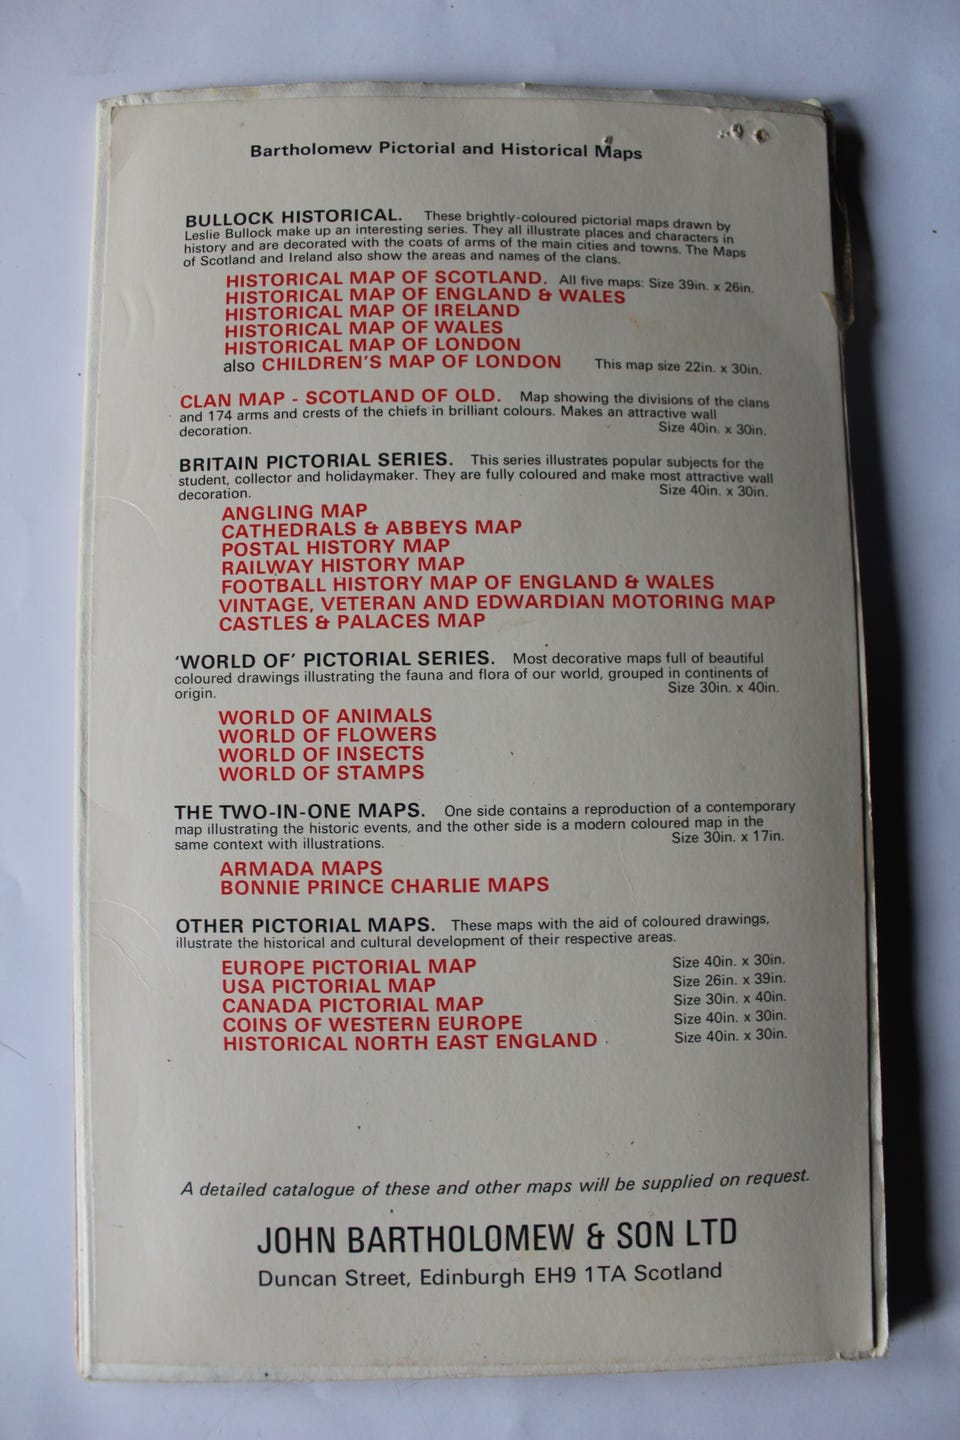 Bartholomew Pictorial and Historical Maps
BULLOCK HISTORICAL. These brightly-coloured pictorial maps drawn by
Leslie Bullock make up an interesting series. They all illustrate places and characters in
history and are decorated with the coats of arms of the main cities and towns. The Maps
of Scotland and Ireland also show the areas and names of the clans.
HISTORICAL MAP OF SCOTLAND. All five maps: Size 39in. x 26in.
HISTORICAL MAP OF ENGLAND & WALES
HISTORICAL MAP OF IRELAND
HISTORICAL MAP OF WALES
HISTORICAL MAP OF LONDON
also CHILDREN'S MAP OF LONDON This map size 22in. x 30in.
CLAN MAP - SCOTLAND OF OLD. Map showing the divisions of the clans
and 174 arms and crests of the chiefs in brilliant colours. Makes an attractive wall
decoration. Size 40in. x 30in.
BRITAIN PICTORIAL SERIES. This series illustrates popular subjects for the
student, collector and holidaymaker. They are fully coloured and make most attractive wall
decoration. Size 40in. x 30in.
ANGLING MAP
CATHEDRALS & ABBEYS MAP
POSTAL HISTORY MAP
RAILWAY HISTORY MAP
FOOTBALL HISTORY MAP OF ENGLAND & WALES
VINTAGE, VETERAN AND EDWARDIAN MOTORING MAP
CASTLES & PALACES MAP
'WORLD OF' PICTORIAL SERIES. Most decorative maps full of beautiful
coloured drawings illustrating the fauna and flora of our world, grouped in continents of
origin. Size 30in. x 40in.
WORLD OF ANIMALS
WORLD OF FLOWERS
WORLD OF INSECTS
WORLD OF STAMPS
THE TWO-IN-ONE MAPS. One side contains a reproduction of a contemporary
map illustrating the historic events, and the other side is a modern coloured map in the
same context with illustrations. Size 30in. x 17in.
ARMADA MAPS
BONNIE PRINCE CHARLIE MAPS
OTHER PICTORIAL MAPS. These maps with the aid of coloured drawings,
illustrate the historical and cultural development of their respective areas.
EUROPE PICTORIAL MAP Size 40in. x 30in.
USA PICTORIAL MAP Size 26in. x 39in.
CANADA PICTORIAL MAP Size 30in. x 40in.
COINS OF WESTERN EUROPE Size 40in. x 30in.
HISTORICAL NORTH EAST ENGLAND Size 40in. x 30in.
A detailed catalogue of these and other maps will be supplied on request.
JOHN BARTHOLOMEW & SON LTD
Duncan Street, Edinburgh EH9 1TA Scotland